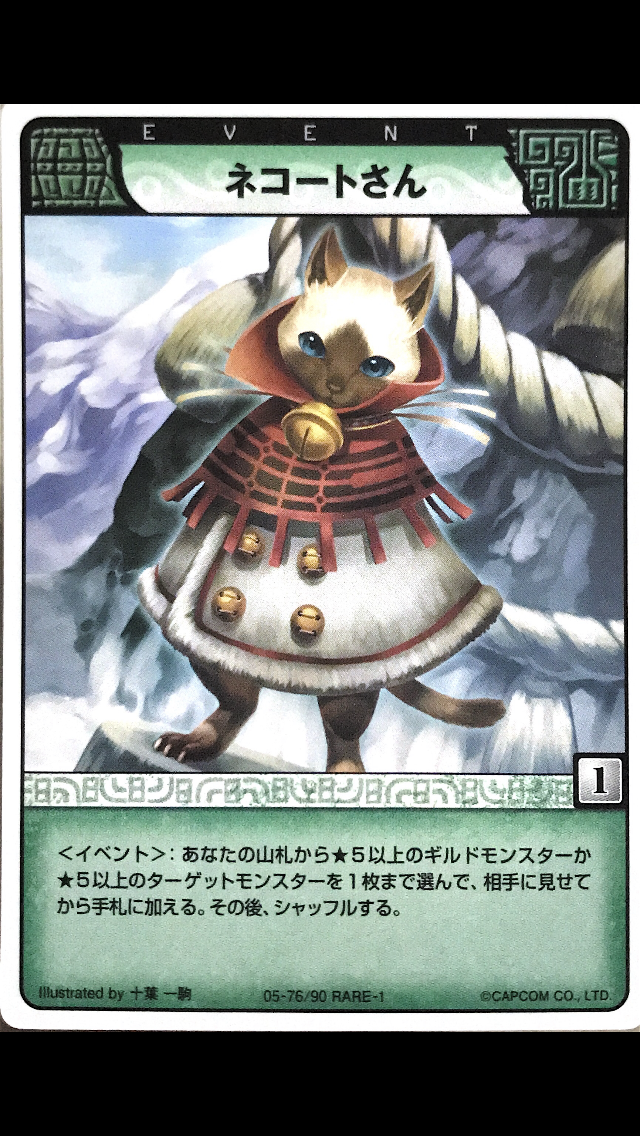 EVENT
ネコートさん
1
＜イベント＞：あなたの山札から★５以上のギルドモンスターか
★５以上のターゲットモンスターを１枚まで選んで、相手に見せて
から手札に加える。その後、シャッフルする。
Illustrated by 十葉 一駒 05-76/90 RARE-1 ©CAPCOM CO., LTD.